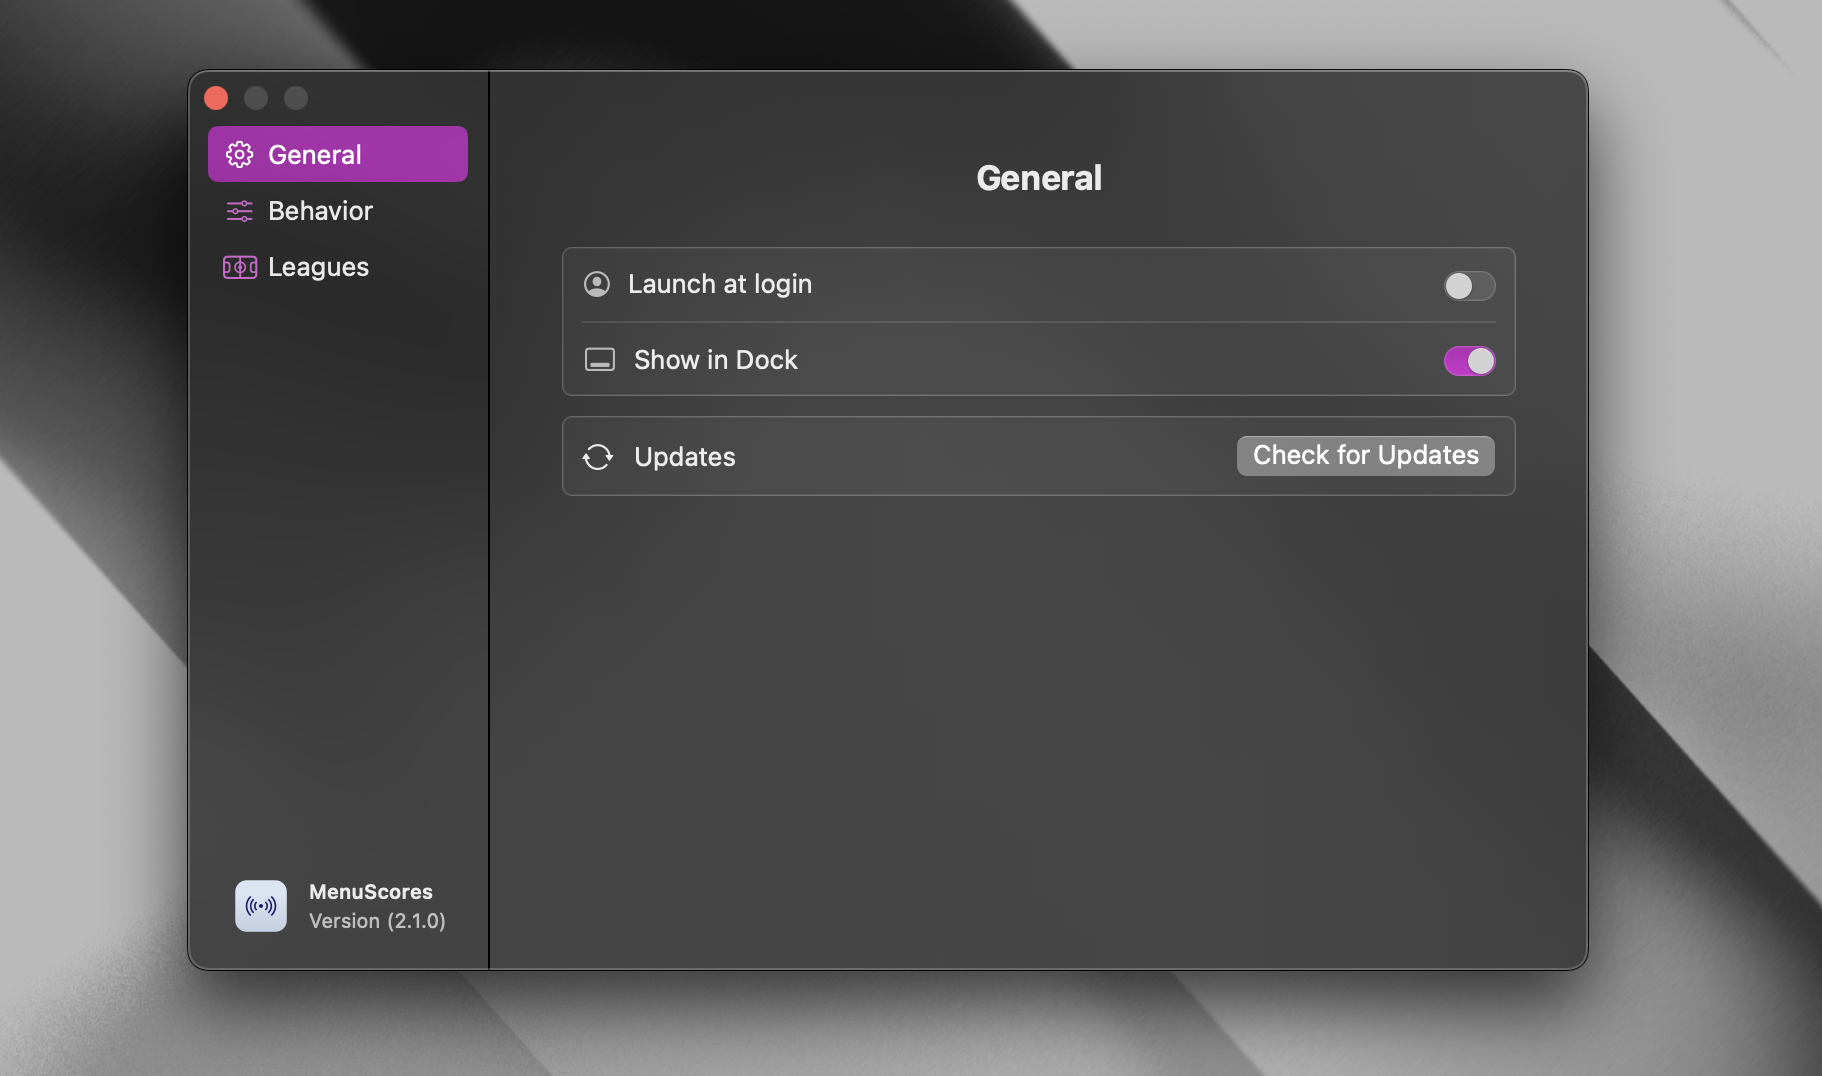 General
Behavior
Leagues
MenuScores
Version (2.1.0)
General
Launch at login
Show in Dock
Updates
Check for Updates